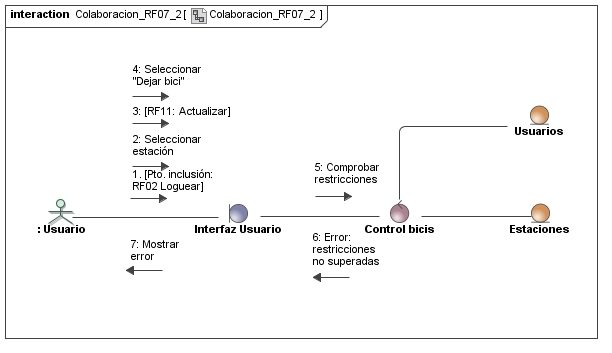 interaction Colaboracion_RF07_2 [ Colaboracion_RF07_2 ]
4: Seleccionar
"Dejar bici"
3: [RF11: Actualizar]
2: Seleccionar
estación
1. [Pto. inclusión:
RF02 Loguear]
5: Comprobar
restricciones
Usuarios
: Usuario
Interfaz Usuario
Control bicis
Estaciones
7: Mostrar
error
6: Error:
restricciones
no superadas